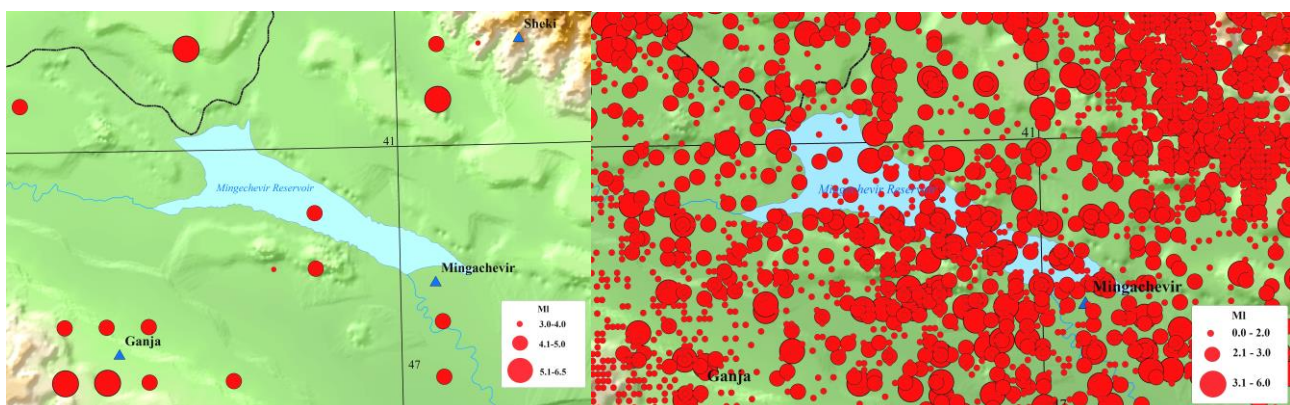 Sheki
41
Mingechevir Reservoir
Mingachevir
Ganja
47
Ml
3.0-4.0
4.1-5.0
5.1-6.5
41
Mingechevir Reservoir
Mingachevir
Ganja
Ml
0.0 - 2.0
2.1 - 3.0
3.1 - 6.0